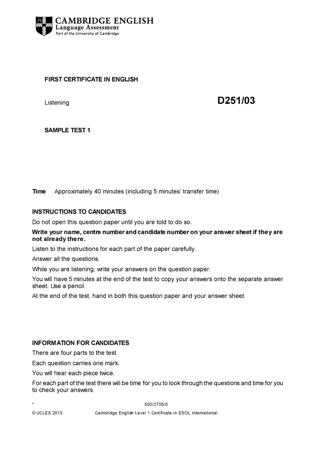 CAMBRIDGE ENGLISH
Language Assessment
Part of the University of Cambridge
FIRST CERTIFICATE IN ENGLISH
Listening
D251/03
SAMPLE TEST 1
Time Approximately 40 minutes (including 5 minutes' transfer time)
INSTRUCTIONS TO CANDIDATES
Do not open this question paper until you are told to do so.
Write your name, centre number and candidate number on your answer sheet if they are
not already there.
Listen to the instructions for each part of the paper carefully.
Answer all the questions.
While you are listening, write your answers on the question paper.
You will have 5 minutes at the end of the test to copy your answers onto the separate answer
sheet. Use a pencil.
At the end of the test, hand in both this question paper and your answer sheet.
INFORMATION FOR CANDIDATES
There are four parts to the test.
Each question carries one mark.
You will hear each piece twice.
For each part of the test there will be time for you to look through the questions and time for you
to check your answers.
500/2705/0
© UCLES 2015 Cambridge English Level 1 Certificate in ESOL International